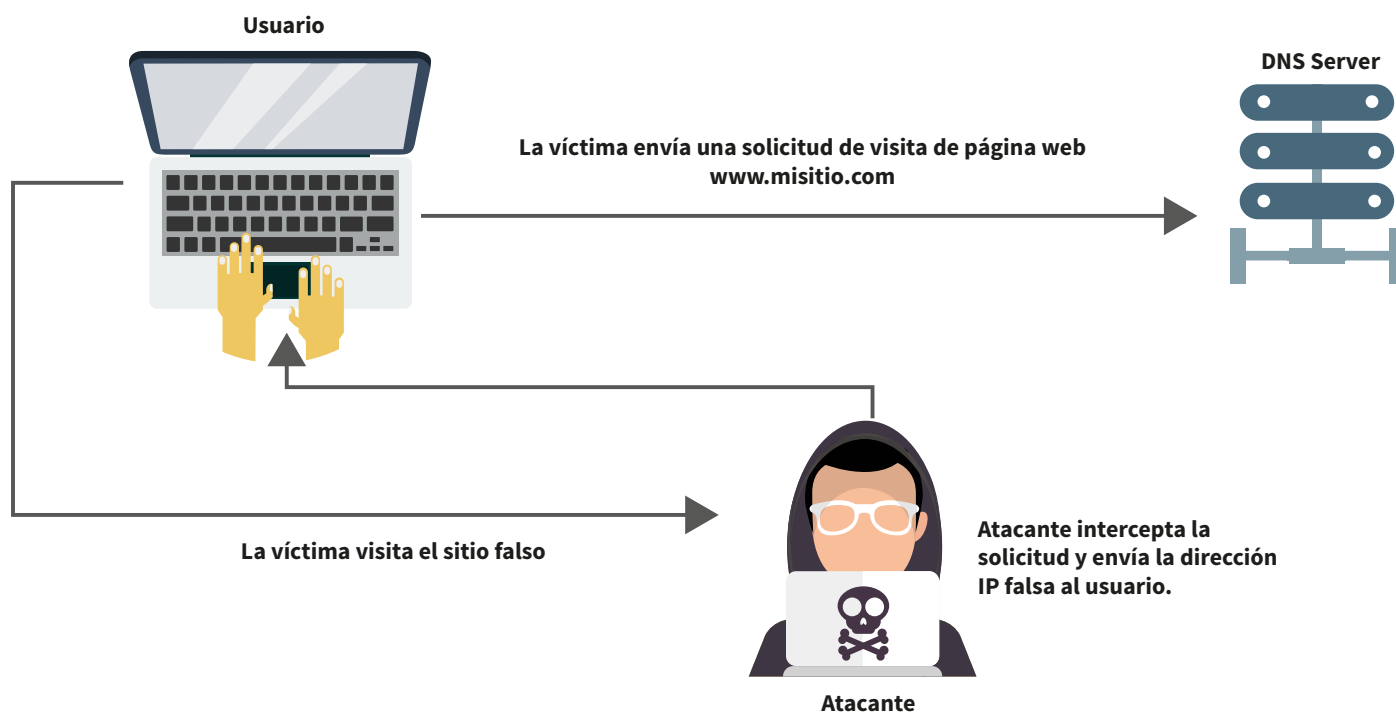 Usuario
DNS Server
La víctima envía una solicitud de visita de página web
www.misitio.com
La víctima visita el sitio falso
Atacante intercepta la
solicitud y envía la dirección
IP falsa al usuario.
Atacante